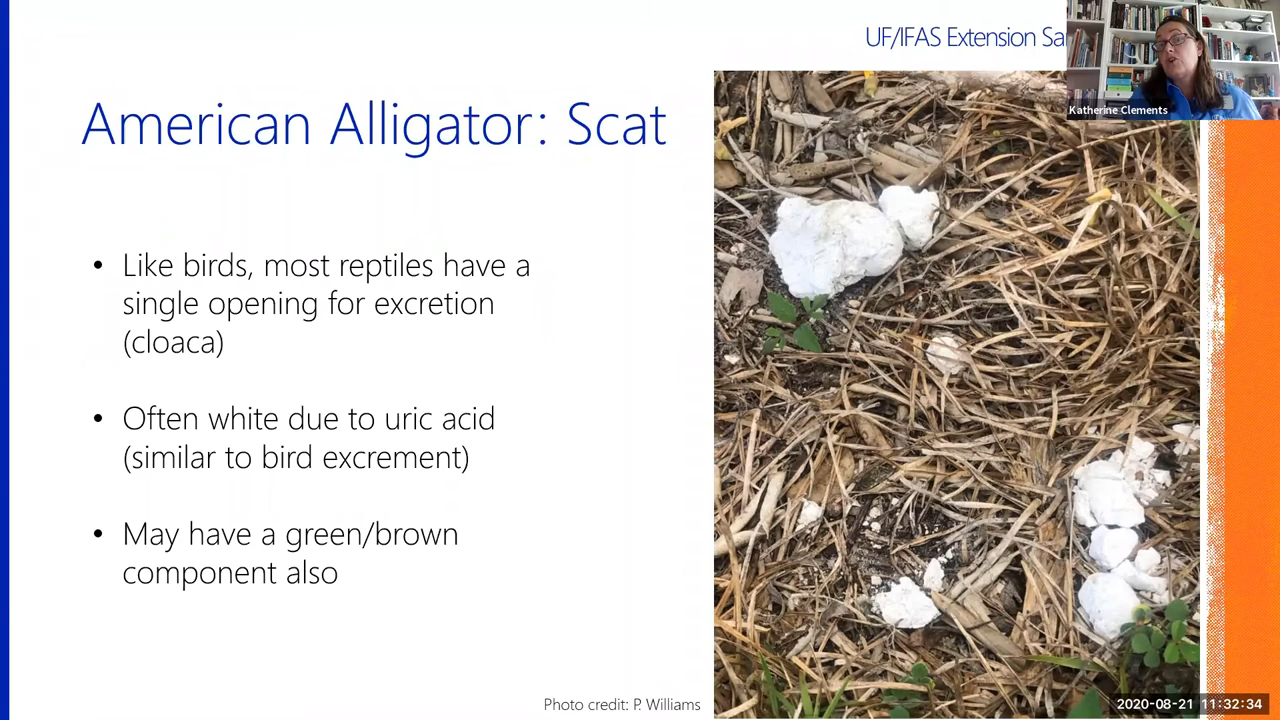 UF/IFAS Extension
Katherine Clements
American Alligator: Scat
• Like birds, most reptiles have a
single opening for excretion
(cloaca)
• Often white due to uric acid
(similar to bird excrement)
• May have a green/brown
component also
Photo credit: P. Williams
2020-08-21 11:32:34